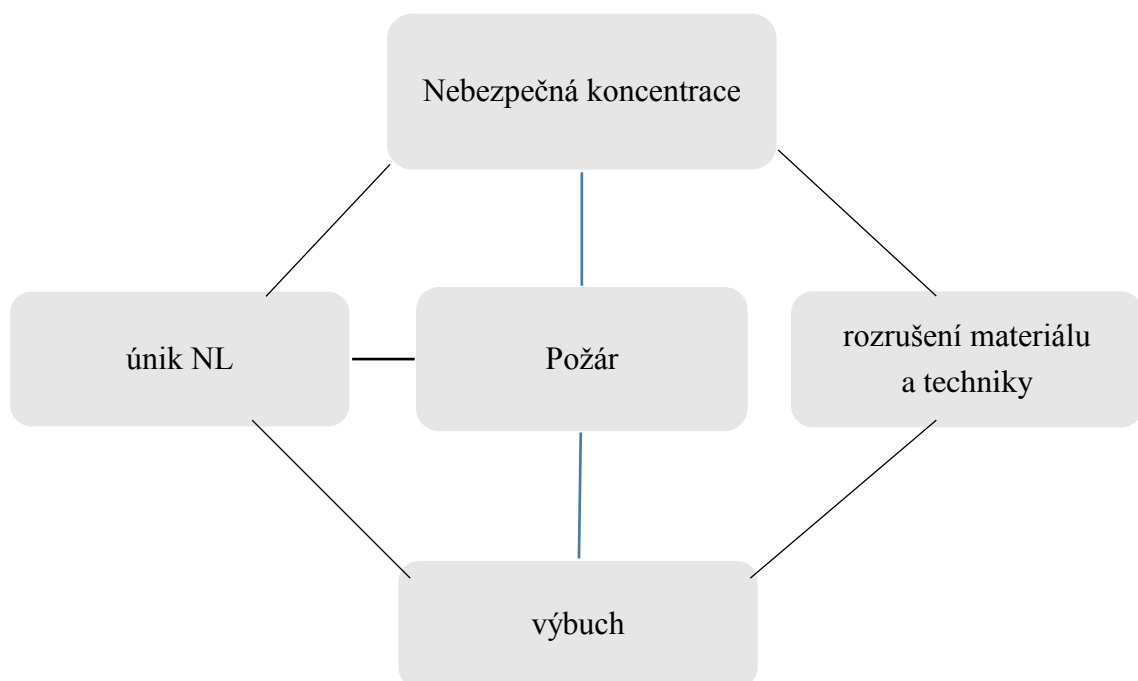 Nebezpečná koncentrace
únik NL
Požár
rozrušení materiálu
a techniky
výbuch